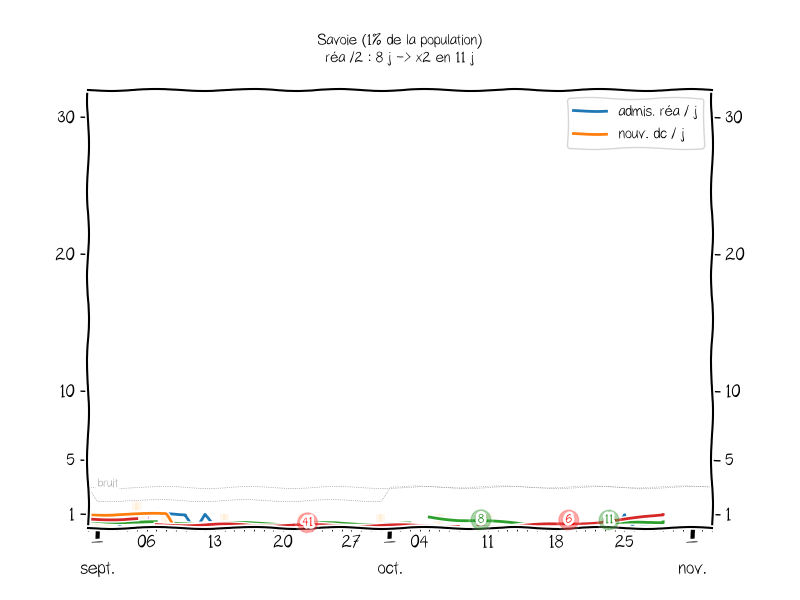 Savoie (1% de la population)
réa /2 : 8 j -> x2 en 11 j
admis. réa / j
nouv. dc / j
30
30
20
20
10
10
5
5
bruit
1
1
41
8
6
11
06
13
20
27
04
11
18
25
sept.
oct.
nov.